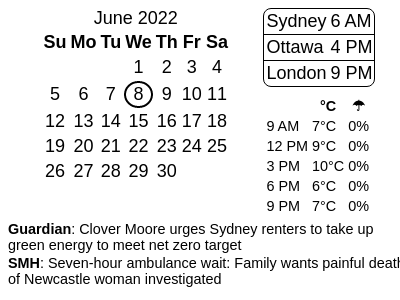 June 2022
Su Mo Tu We Th Fr Sa
1 2 3 4
5 6 7 8 9 10 11
12 13 14 15 16 17 18
19 20 21 22 23 24 25
26 27 28 29 30
Sydney 6 AM
Ottawa 4 PM
London 9 PM
°C ☂
9 AM 7°C 0%
12 PM 9°C 0%
3 PM 10°C 0%
6 PM 6°C 0%
9 PM 7°C 0%
Guardian: Clover Moore urges Sydney renters to take up
green energy to meet net zero target
SMH: Seven-hour ambulance wait: Family wants painful death
of Newcastle woman investigated